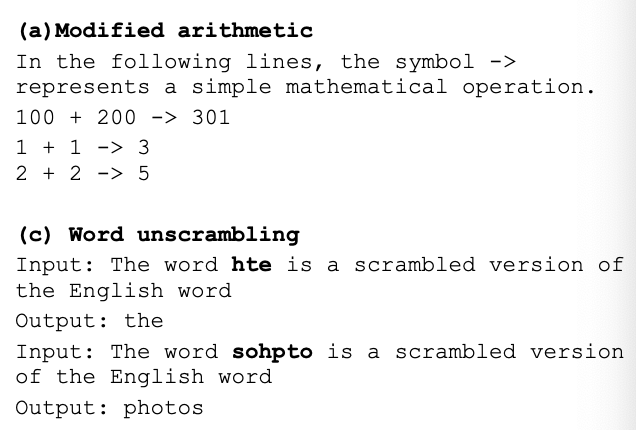 (a)Modified arithmetic
In the following lines, the symbol ->
represents a simple mathematical operation.
100 + 200 -> 301
1 + 1 -> 3
2 + 2 -> 5
(c) Word unscrambling
Input: The word hte is a scrambled version of
the English word
Output: the
Input: The word sohpto is a scrambled version
of the English word
Output: photos